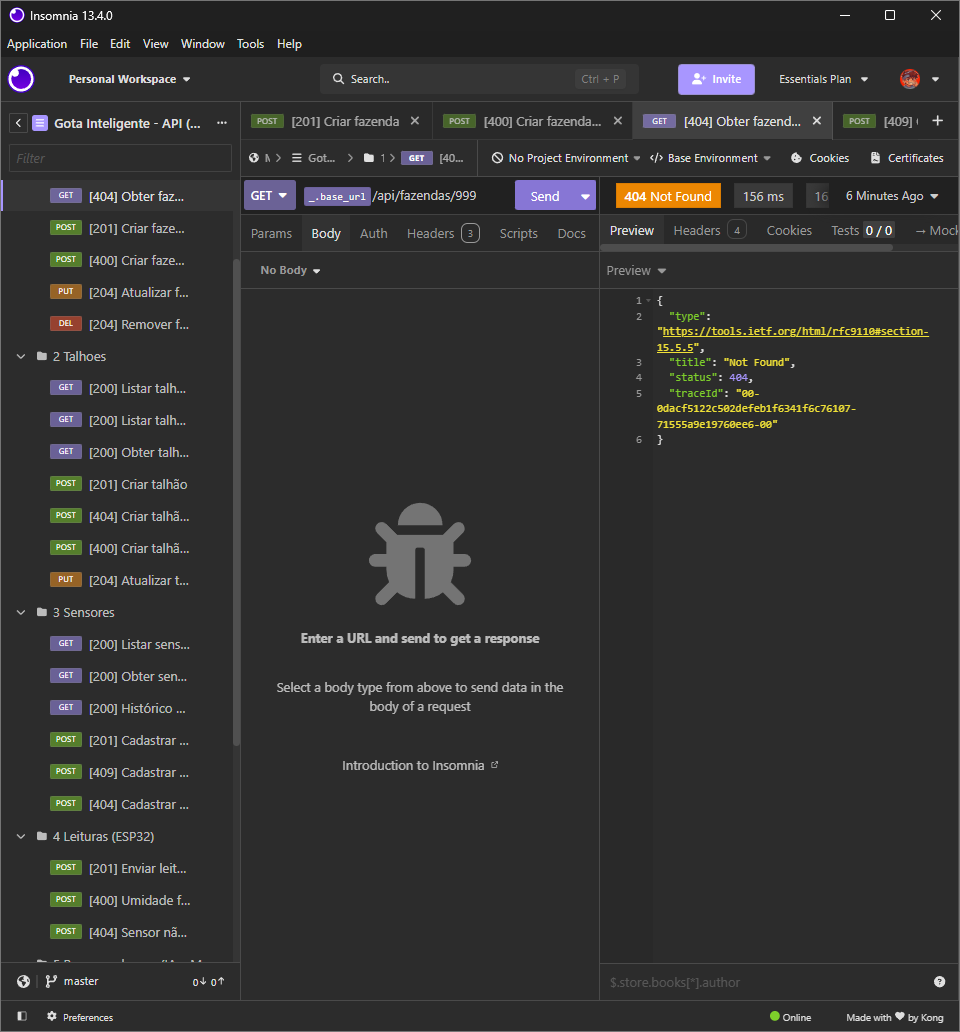 Insomnia 13.4.0
Application File Edit View Window Tools Help
Personal Workspace
Search..
Ctrl + P
Invite
Essentials Plan
Gota Inteligente - API (...
POST [201] Criar fazenda
POST [400] Criar fazenda...
GET [404] Obter fazend...
POST [409]
Filter
Got...
1
GET [40...
No Project Environment
Base Environment
Cookies
Certificates
GET [404] Obter faz...
POST [201] Criar faze...
POST [400] Criar faze...
PUT [204] Atualizar f...
DEL [204] Remover f...
2 Talhoes
GET [200] Listar talh...
GET [200] Listar talh...
GET [200] Obter talh...
POST [201] Criar talhão
POST [404] Criar talhã...
POST [400] Criar talhã...
PUT [204] Atualizar t...
3 Sensores
GET [200] Listar sens...
GET [200] Obter sen...
GET [200] Histórico ...
POST [201] Cadastrar ...
POST [409] Cadastrar ...
POST [404] Cadastrar ...
4 Leituras (ESP32)
POST [201] Enviar leit...
POST [400] Umidade f...
POST [404] Sensor nã...
master
0↓ 0↑
GET _.base_url /api/fazendas/999
Send
Params Body Auth Headers 3 Scripts Docs
No Body
Enter a URL and send to get a response
Select a body type from above to send data in the
body of a request
Introduction to Insomnia
404 Not Found 156 ms 16 6 Minutes Ago
Preview Headers 4 Cookies Tests 0 / 0 → Mock
Preview
1 {
2 "type":
"https://tools.ietf.org/html/rfc9110#section-
15.5.5",
3 "title": "Not Found",
4 "status": 404,
5 "traceId": "00-
0dacf5122c502defeb1f6341f6c76107-
71555a9e19760ee6-00"
6 }
$.store.books[*].author
Preferences
Online
Made with ❤ by Kong